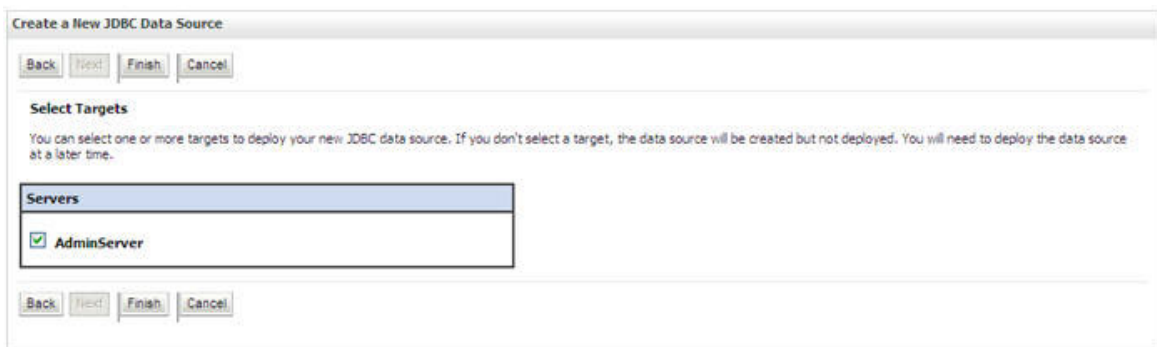 Create a New JDBC Data Source
Back Next Finish Cancel
Select Targets
You can select one or more targets to deploy your new JDBC data source. If you don't select a target, the data source will be created but not deployed. You will need to deploy the data source
at a later time.
Servers
AdminServer
Back Next Finish Cancel